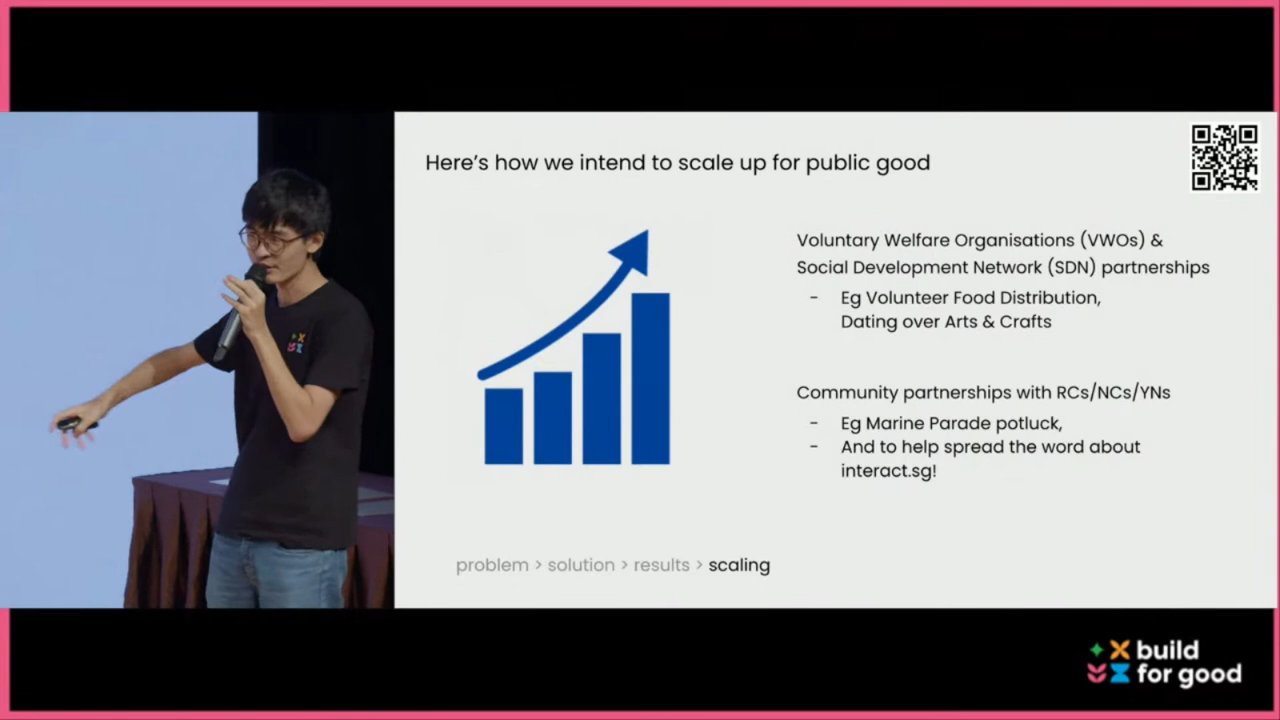 Here's how we intend to scale up for public good
Voluntary Welfare Organisations (VWOs) &
Social Development Network (SDN) partnerships
- Eg Volunteer Food Distribution,
Dating over Arts & Crafts
Community partnerships with RCs/NCs/YNs
- Eg Marine Parade potluck,
- And to help spread the word about
interact.sg!
problem > solution > results > scaling
build
for good